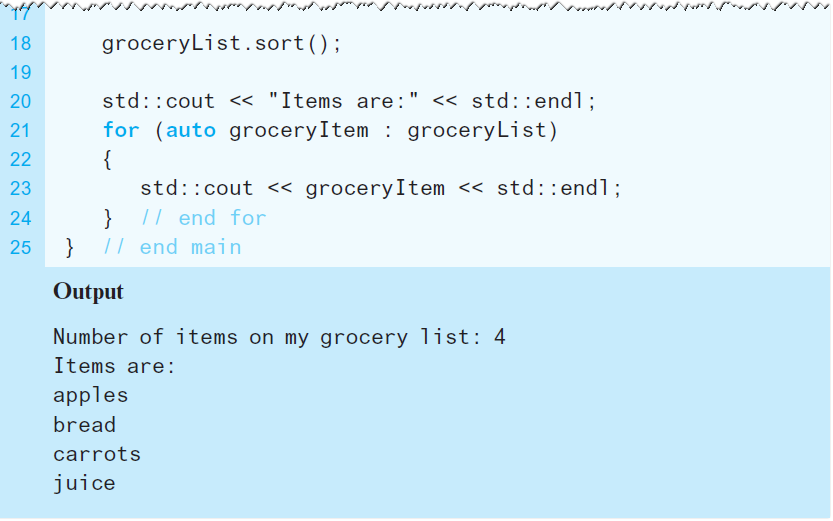 17
18 groceryList.sort();
19
20 std::cout << "Items are:" << std::endl;
21 for (auto groceryItem : groceryList)
22 {
23 std::cout << groceryItem << std::endl;
24 } // end for
25 } // end main
Output
Number of items on my grocery list: 4
Items are:
apples
bread
carrots
juice